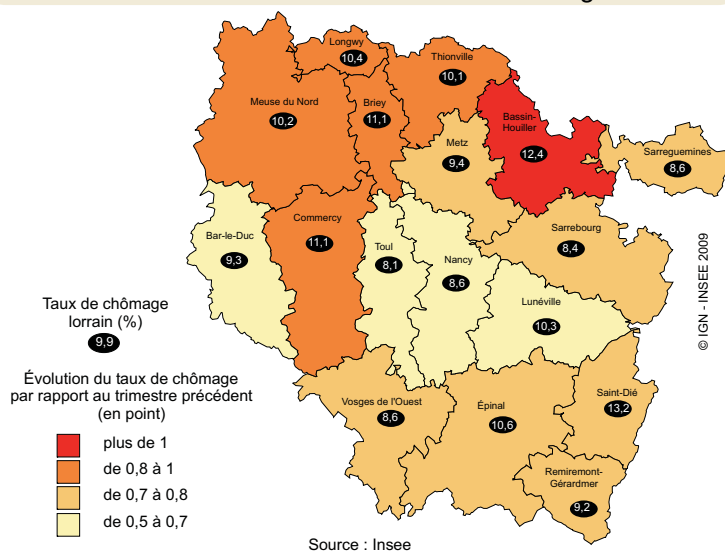 Longwy
10,4
Thionville
10,1
Meuse du Nord
10,2
Briey
11,1
Bassin-
Houiller
12,4
Metz
9,4
Sarreguemines
8,6
Bar-le-Duc
9,3
Commercy
11,1
Toul
8,1
Nancy
8,6
Sarrebourg
8,4
Lunéville
10,3
© IGN - INSEE 2009
Taux de chômage
lorrain (%)
9,9
Évolution du taux de chômage
par rapport au trimestre précédent
(en point)
plus de 1
de 0,8 à 1
de 0,7 à 0,8
de 0,5 à 0,7
Vosges de l'Ouest
8,6
Épinal
10,6
Saint-Dié
13,2
Remiremont-
Gérardmer
9,2
Source : Insee